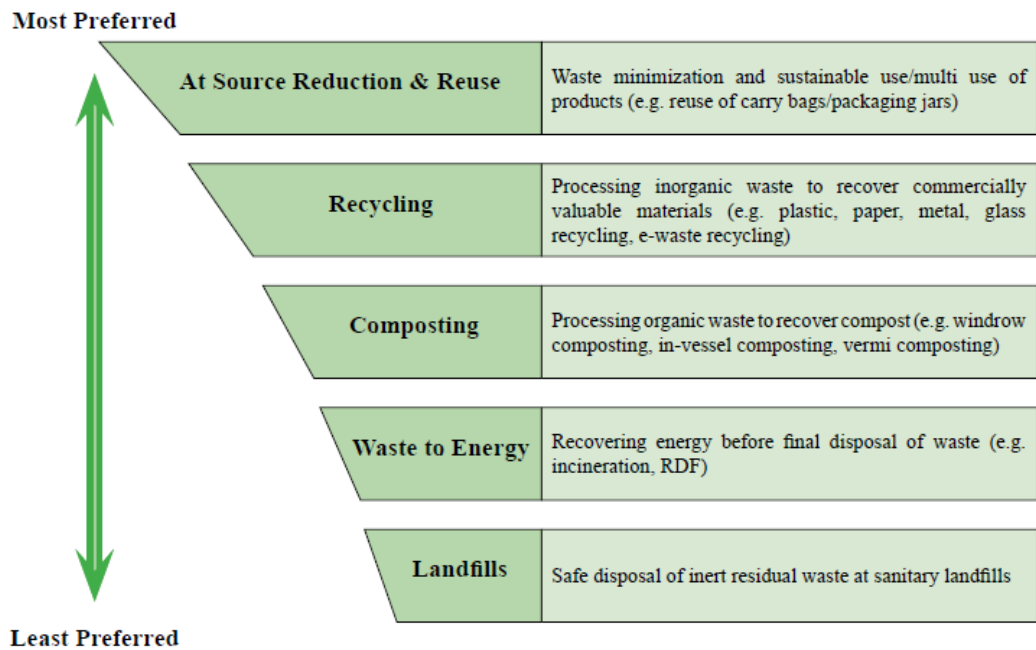 Most Preferred
At Source Reduction & Reuse
Waste minimization and sustainable use/multi use of
products (e.g. reuse of carry bags/packaging jars)
Recycling
Processing inorganic waste to recover commercially
valuable materials (e.g. plastic, paper, metal, glass
recycling, e-waste recycling)
Composting
Processing organic waste to recover compost (e.g. windrow
composting, in-vessel composting, vermi composting)
Waste to Energy
Recovering energy before final disposal of waste (e.g.
incineration, RDF)
Landfills
Safe disposal of inert residual waste at sanitary landfills
Least Preferred